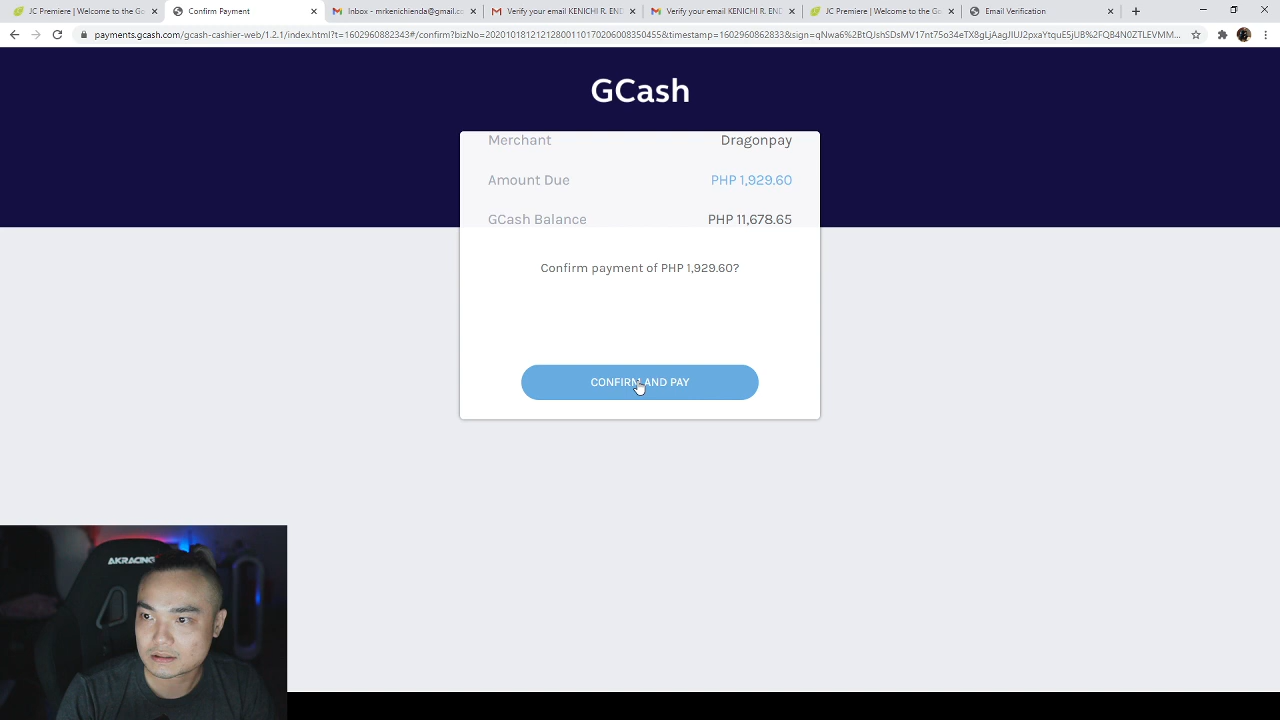 JC Premiere | Welcome to the Go
Confirm Payment
Inbox - mrkenichienda@gmail.c
Verify your email KENICHI R. END
Verify your email KENICHI R. END
JC Premiere | Welcome to the Go
Email Verification
GCash
Merchant Dragonpay
Amount Due PHP 1,929.60
GCash Balance PHP 11,678.65
Confirm payment of PHP 1,929.60?
CONFIRM AND PAY
AKRACING